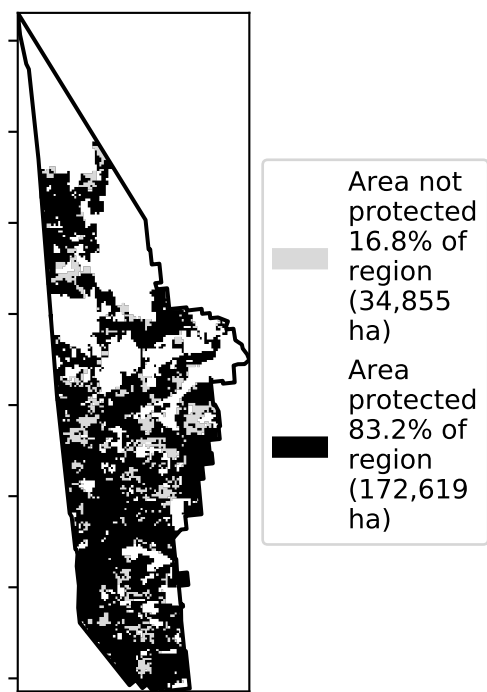 Area not
protected
16.8% of
region
(34,855
ha)
Area
protected
83.2% of
region
(172,619
ha)